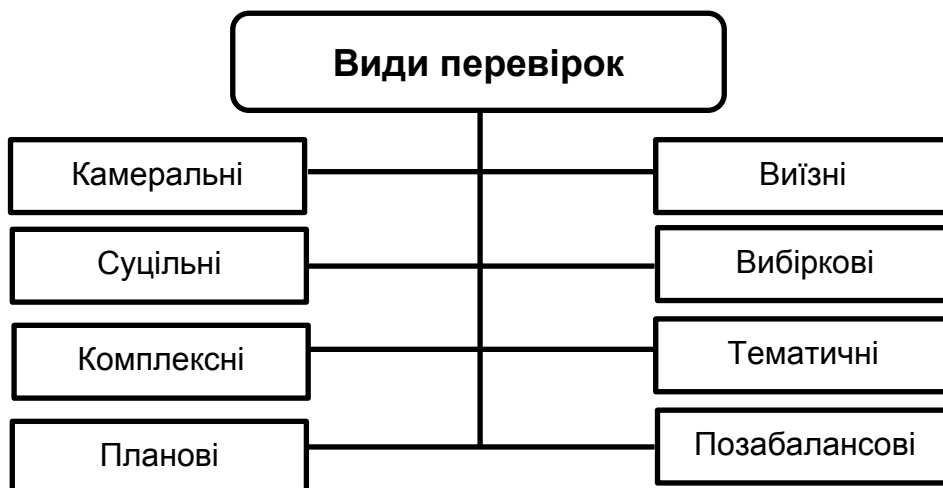 Види перевірок
Камеральні
Виїзні
Суцільні
Вибіркові
Комплексні
Тематичні
Планові
Позабалансові